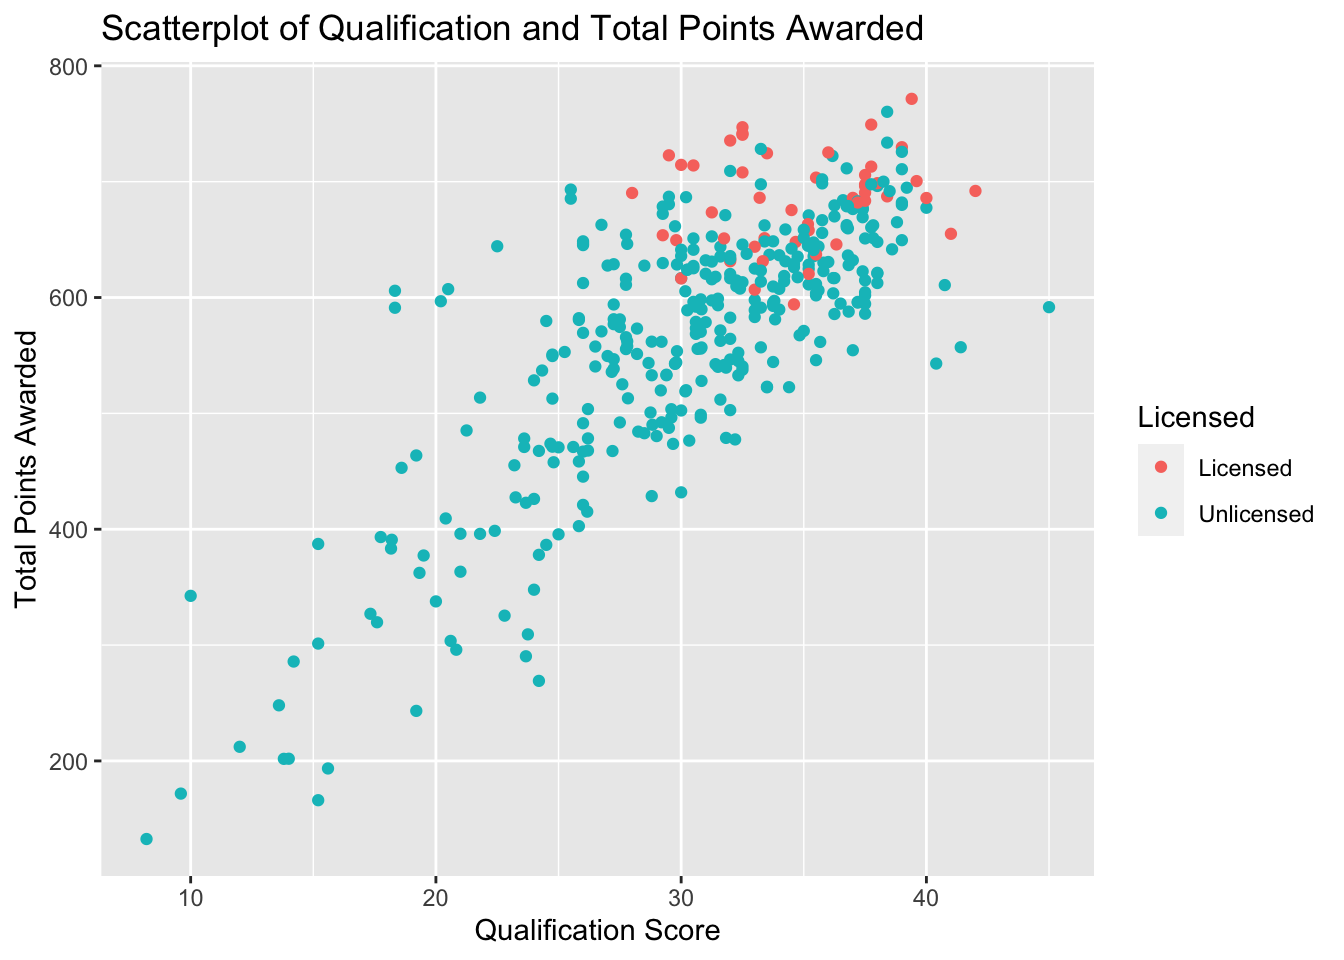 Scatterplot of Qualification and Total Points Awarded
800
600
400
200
Total Points Awarded
10 20 30 40
Qualification Score
Licensed
Licensed
Unlicensed